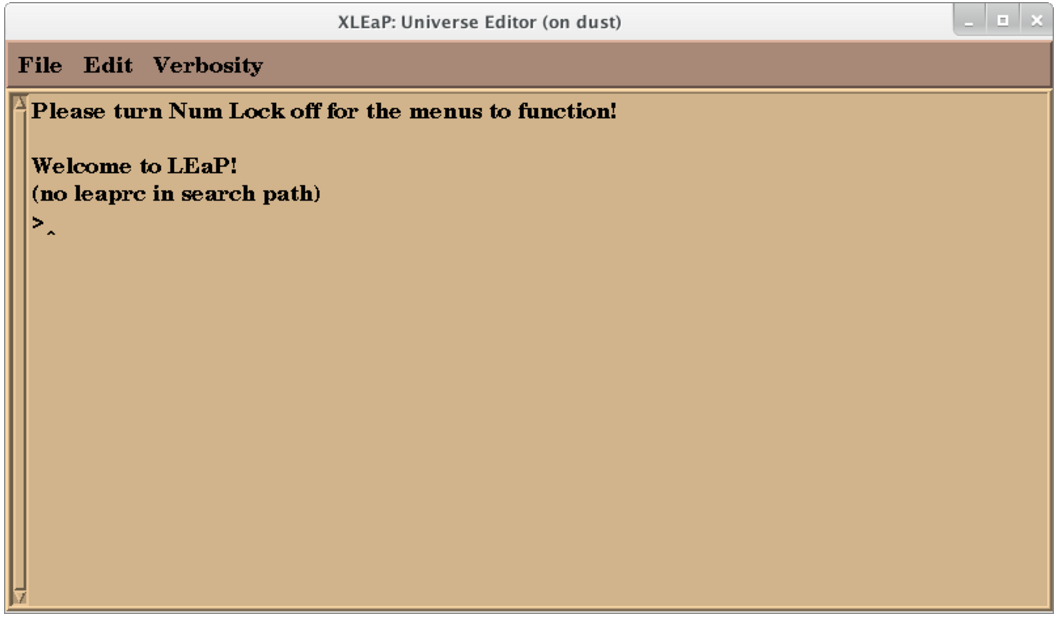 XLEaP: Universe Editor (on dust)
File Edit Verbosity
Please turn Num Lock off for the menus to function!
Welcome to LEaP!
(no leaprc in search path)
>